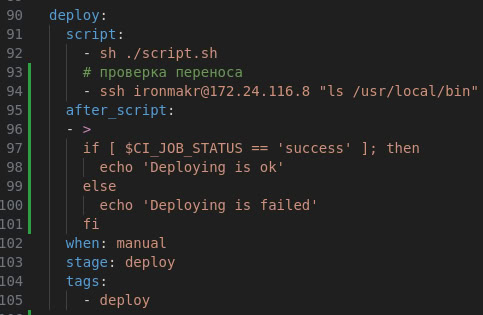 90 deploy:
91 script:
92 - sh ./script.sh
93 # проверка переноса
94 - ssh ironmakr@172.24.116.8 "ls /usr/local/bin"
95 after_script:
96 - >
97 if [ $CI_JOB_STATUS == 'success' ]; then
98 echo 'Deploying is ok'
99 else
100 echo 'Deploying is failed'
101 fi
102 when: manual
103 stage: deploy
104 tags:
105 - deploy